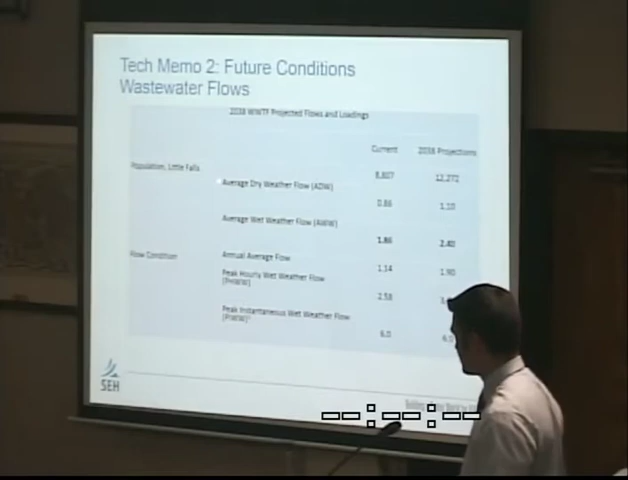 Tech Memo 2: Future Conditions
Wastewater Flows
2038 WWTP Projected Flows and Loadings
Current 2038 Projections
Population, Little Falls 8,807 12,272
Average Dry Weather Flow (ADW) 0.86 1.10
Average Wet Weather Flow (AWW) 1.86 2.40
Flow Condition Annual Average Flow 1.14 1.90
Peak Hourly Wet Weather Flow
(PHWW) 2.58
Peak Instantaneous Wet Weather Flow
(PIWW) 6.0 6.0
SEH